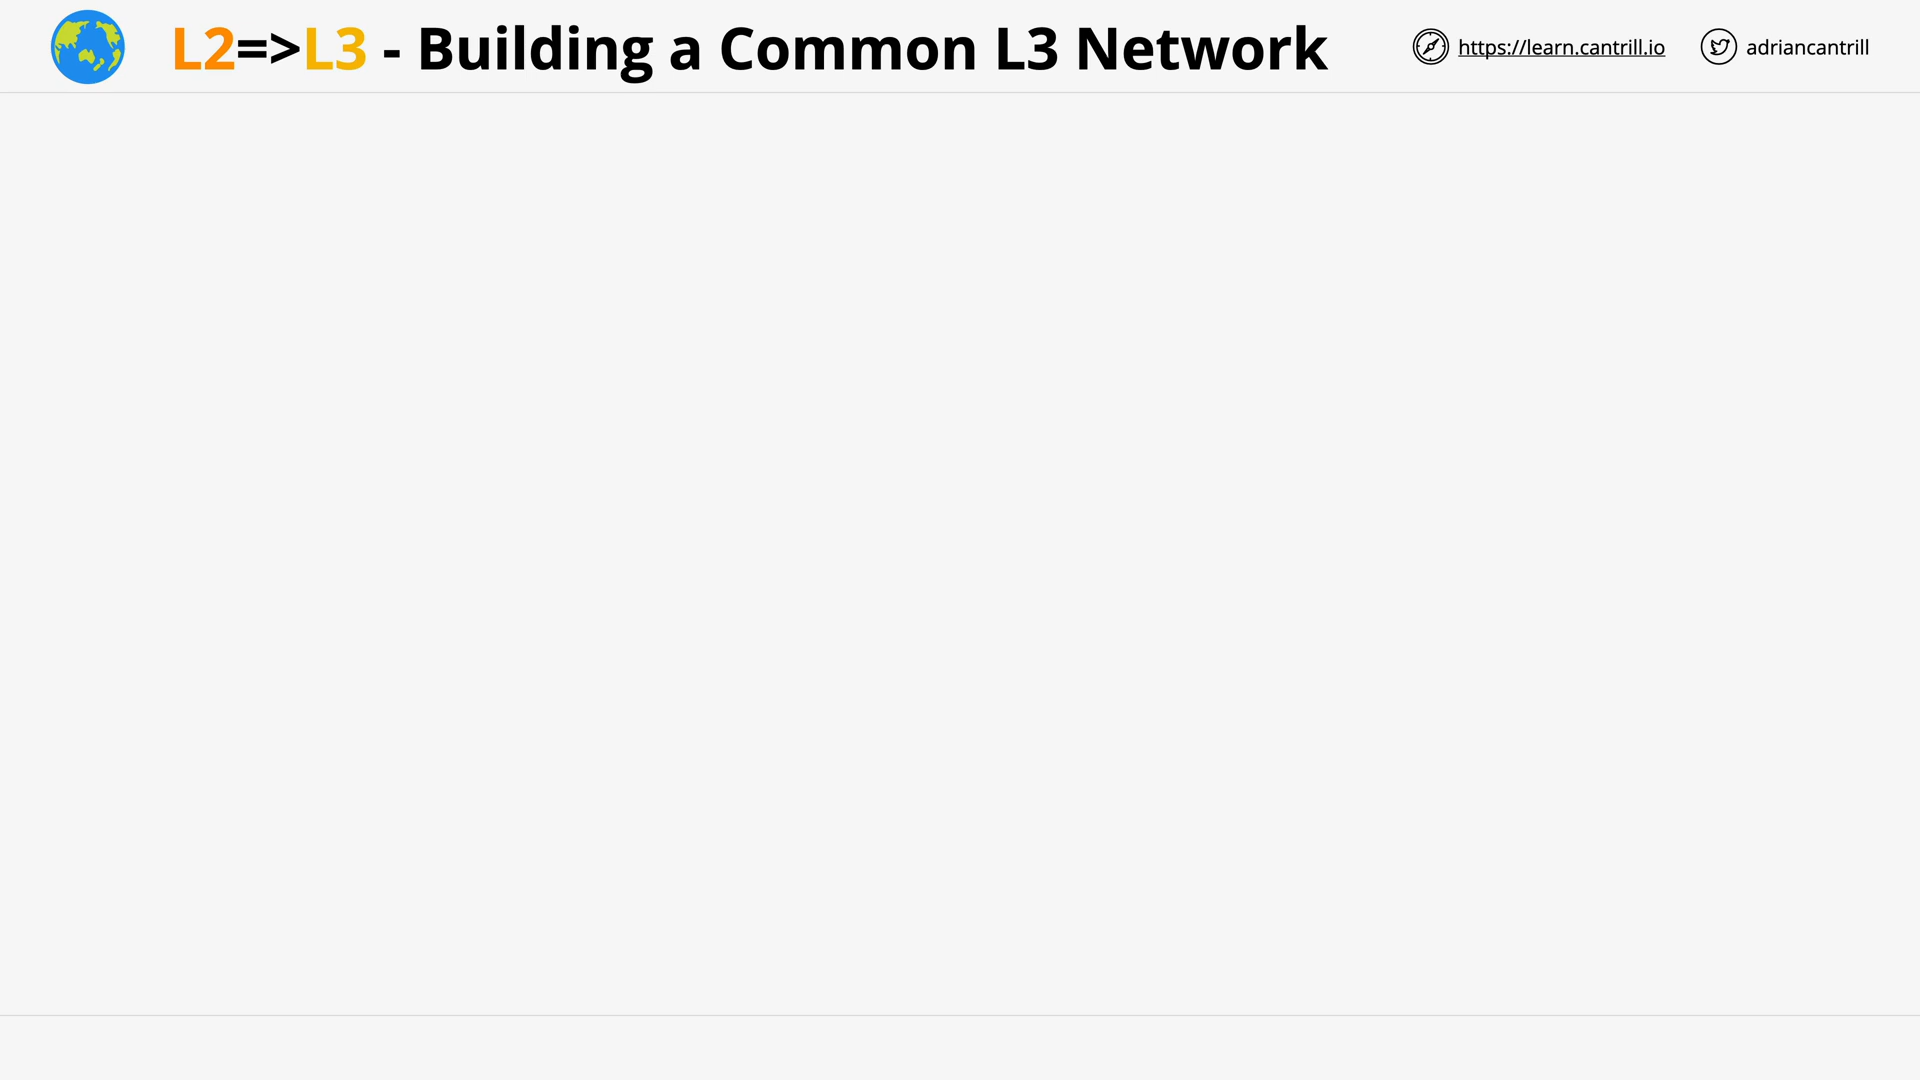 L2=>L3 - Building a Common L3 Network
https://learn.cantrill.io
adriancantrill